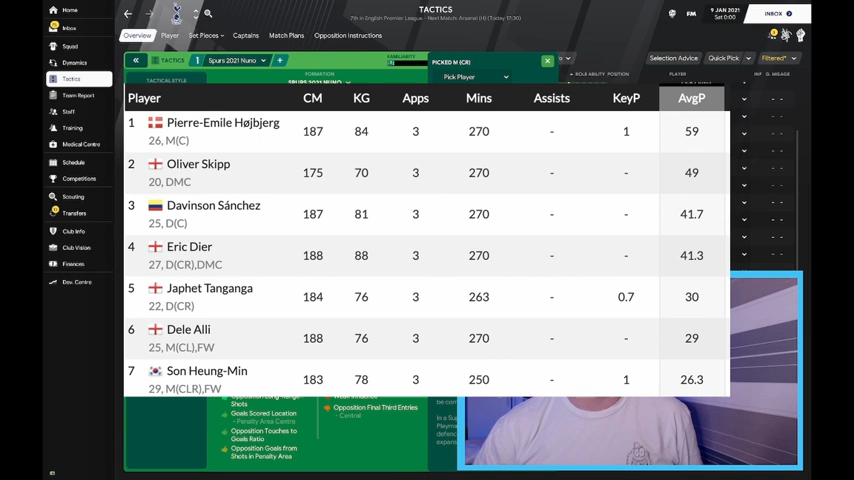 Home
TACTICS
7th in English Premier League - Next Match: Arsenal (H) (Today 17:30)
FM
9 JAN 2021
Sat 0:00
INBOX
Inbox
Overview
Player
Set Pieces
Captains
Match Plans
Opposition Instructions
Squad
Dynamics
TACTICS
1
Spurs 2021 Nuno
FAMILIARITY
PICKED M (CR)
Selection Advice
Quick Pick
Filtered*
Tactics
TACTICAL STYLE
FORMATION
Pick Player
ROLE ABILITY
POSITION
PLAYER
INF
G. MILEAGE
Team Report
Staff
Training
Medical Centre
Schedule
Competitions
Scouting
Transfers
Club Info
Club Vision
Finances
Dev. Centre
Player CM KG Apps Mins Assists KeyP AvgP
1 Pierre-Emile Højbjerg 187 84 3 270 - 1 59
26, M(C)
2 Oliver Skipp 175 70 3 270 - - 49
20, DMC
3 Davinson Sánchez 187 81 3 270 - - 41.7
25, D(C)
4 Eric Dier 188 88 3 270 - - 41.3
27, D(CR),DMC
5 Japhet Tanganga 184 76 3 263 - 0.7 30
22, D(CR)
6 Dele Alli 188 76 3 270 - - 29
25, M(CL),FW
7 Son Heung-Min 183 78 3 250 - 1 26.3
29, M(CLR),FW
Shots
Goals Scored Location
- Penalty Area Centre
Opposition Touches to
Goals Ratio
Opposition Goals from
Shots in Penalty Area
Opposition Final Third Entries
- Central